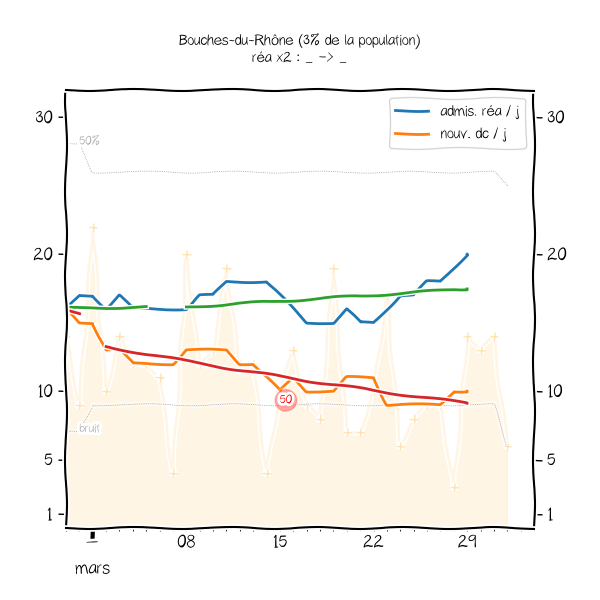 Bouches-du-Rhône (3% de la population)
réa x2 : _ -> _
admis. réa / j
nouv. dc / j
30
30
50%
20
20
10
10
50
bruit
5
5
1
1
1
08
15
22
29
mars